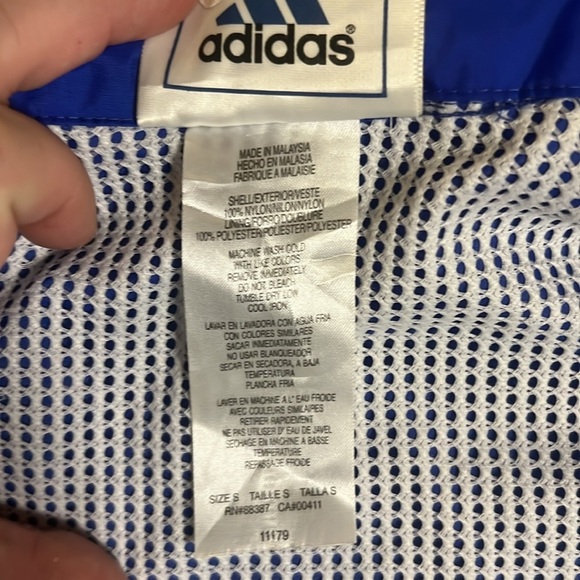 adidas®
MADE IN MALAYSIA
HECHO EN MALASIA
FABRIQUE A MALAISIE
SHELL/EXTERIOR/VESTE
100% NYLON/NILON/NYLON
LINING/FORRO/DOUBLURE
100% POLYESTER/POLIESTER/POLYESTER
MACHINE WASH COLD
WITH LIKE COLORS
REMOVE IMMEDIATELY
DO NOT BLEACH
TUMBLE DRY LOW
COOL IRON
LAVAR EN LAVADORA CON AGUA FRIA
CON COLORES SIMILARES
SACAR INMEDIATAMENTE
NO USAR BLANQUEADOR
SECAR EN SECADORA, A BAJA
TEMPERATURA
PLANCHA FRIA
LAVER EN MACHINE A L' EAU FROIDE
AVEC COULEURS SIMILAIRES
RETIRER RAPIDEMENT
NE PAS UTILISER D' EAU DE JAVEL
SECHAGE EN MACHINE A BASSE
TEMPERATURE
REPASSAGE FROIDE
SIZE S TAILLE S TALLA S
RN#88387 CA#00411
11179